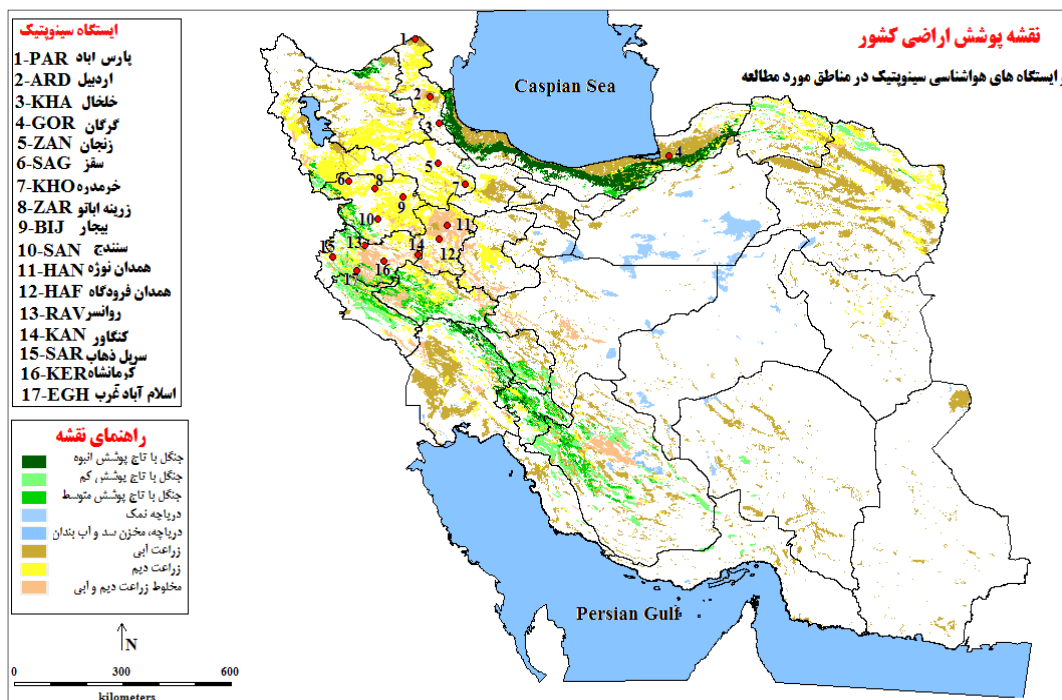 نقشه پوشش اراضی کشور
و ایستگاه های هواشناسی سینوپتیک در مناطق مورد مطالعه
ایستگاه سینوپتیک
1-PAR پارس اباد
2-ARD اردبیل
3-KHA خلخال
4-GOR گرگان
5-ZAN زنجان
6-SAG سقز
7-KHO خرمدره
8-ZAR زرینه اباتو
9-BIJ بیجار
10-SAN سنندج
11-HAN همدان نوژه
12-HAF همدان فرودگاه
13-RAV روانسر
14-KAN کنگاور
15-SAR سرپل ذهاب
16-KER کرمانشاه
17-EGH اسلام آباد غرب
راهنمای نقشه
جنگل با تاج پوشش انبوه
جنگل با تاج پوشش کم
جنگل با تاج پوشش متوسط
دریاچه نمک
دریاچه، مخزن سد و آب بندان
زراعت آبی
زراعت دیم
مخلوط زراعت دیم و آبی
N
0 300 600
kilometers
Caspian Sea
Persian Gulf
1
2
3
4
5
6
8
7
9
10
11
12
13
14
15
16
17